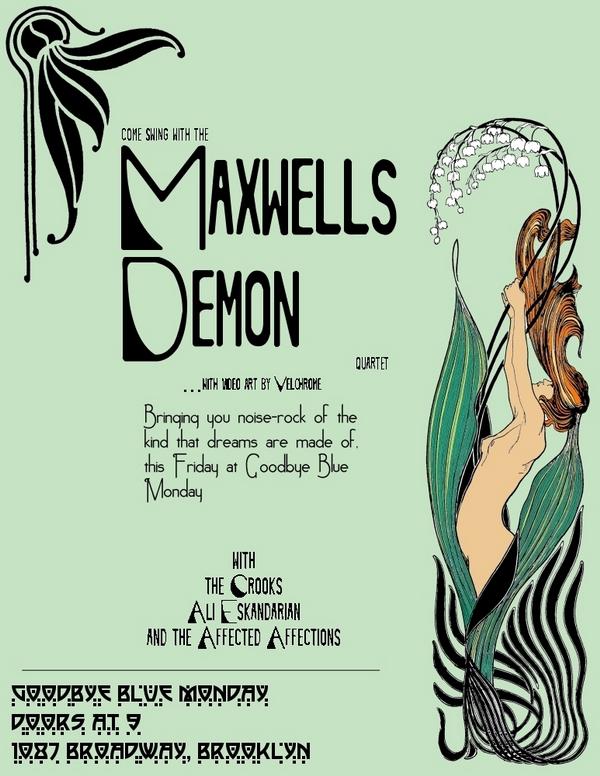 COME SWING WITH THE
MAXWELLS
DEMON
QUARTET
...WITH VIDEO ART BY VELCHROME
Bringing you noise-rock of the
kind that dreams are made of,
this Friday at Goodbye Blue
Monday
WITH
THE CROOKS
ALI ESKANDARIAN
AND THE AFFECTED AFFECTIONS
GOODBYE BLUE MONDAY
DOORS AT 9
1087 BROADWAY, BROOKLYN